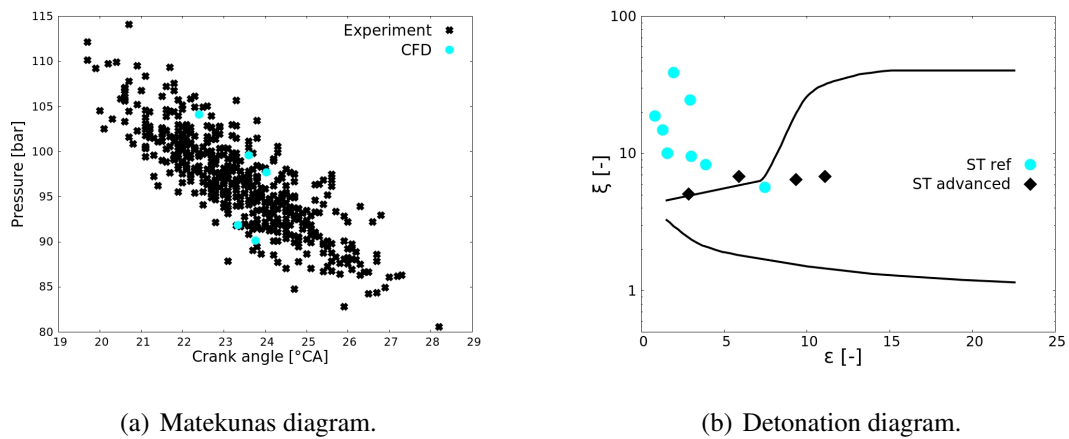 115
110
105
100
95
90
85
80
Pressure [bar]
19 20 21 22 23 24 25 26 27 28 29
Crank angle [°CA]
Experiment
CFD
(a) Matekunas diagram.
100
10
1
ξ [-]
0 5 10 15 20 25
ε [-]
ST ref
ST advanced
(b) Detonation diagram.